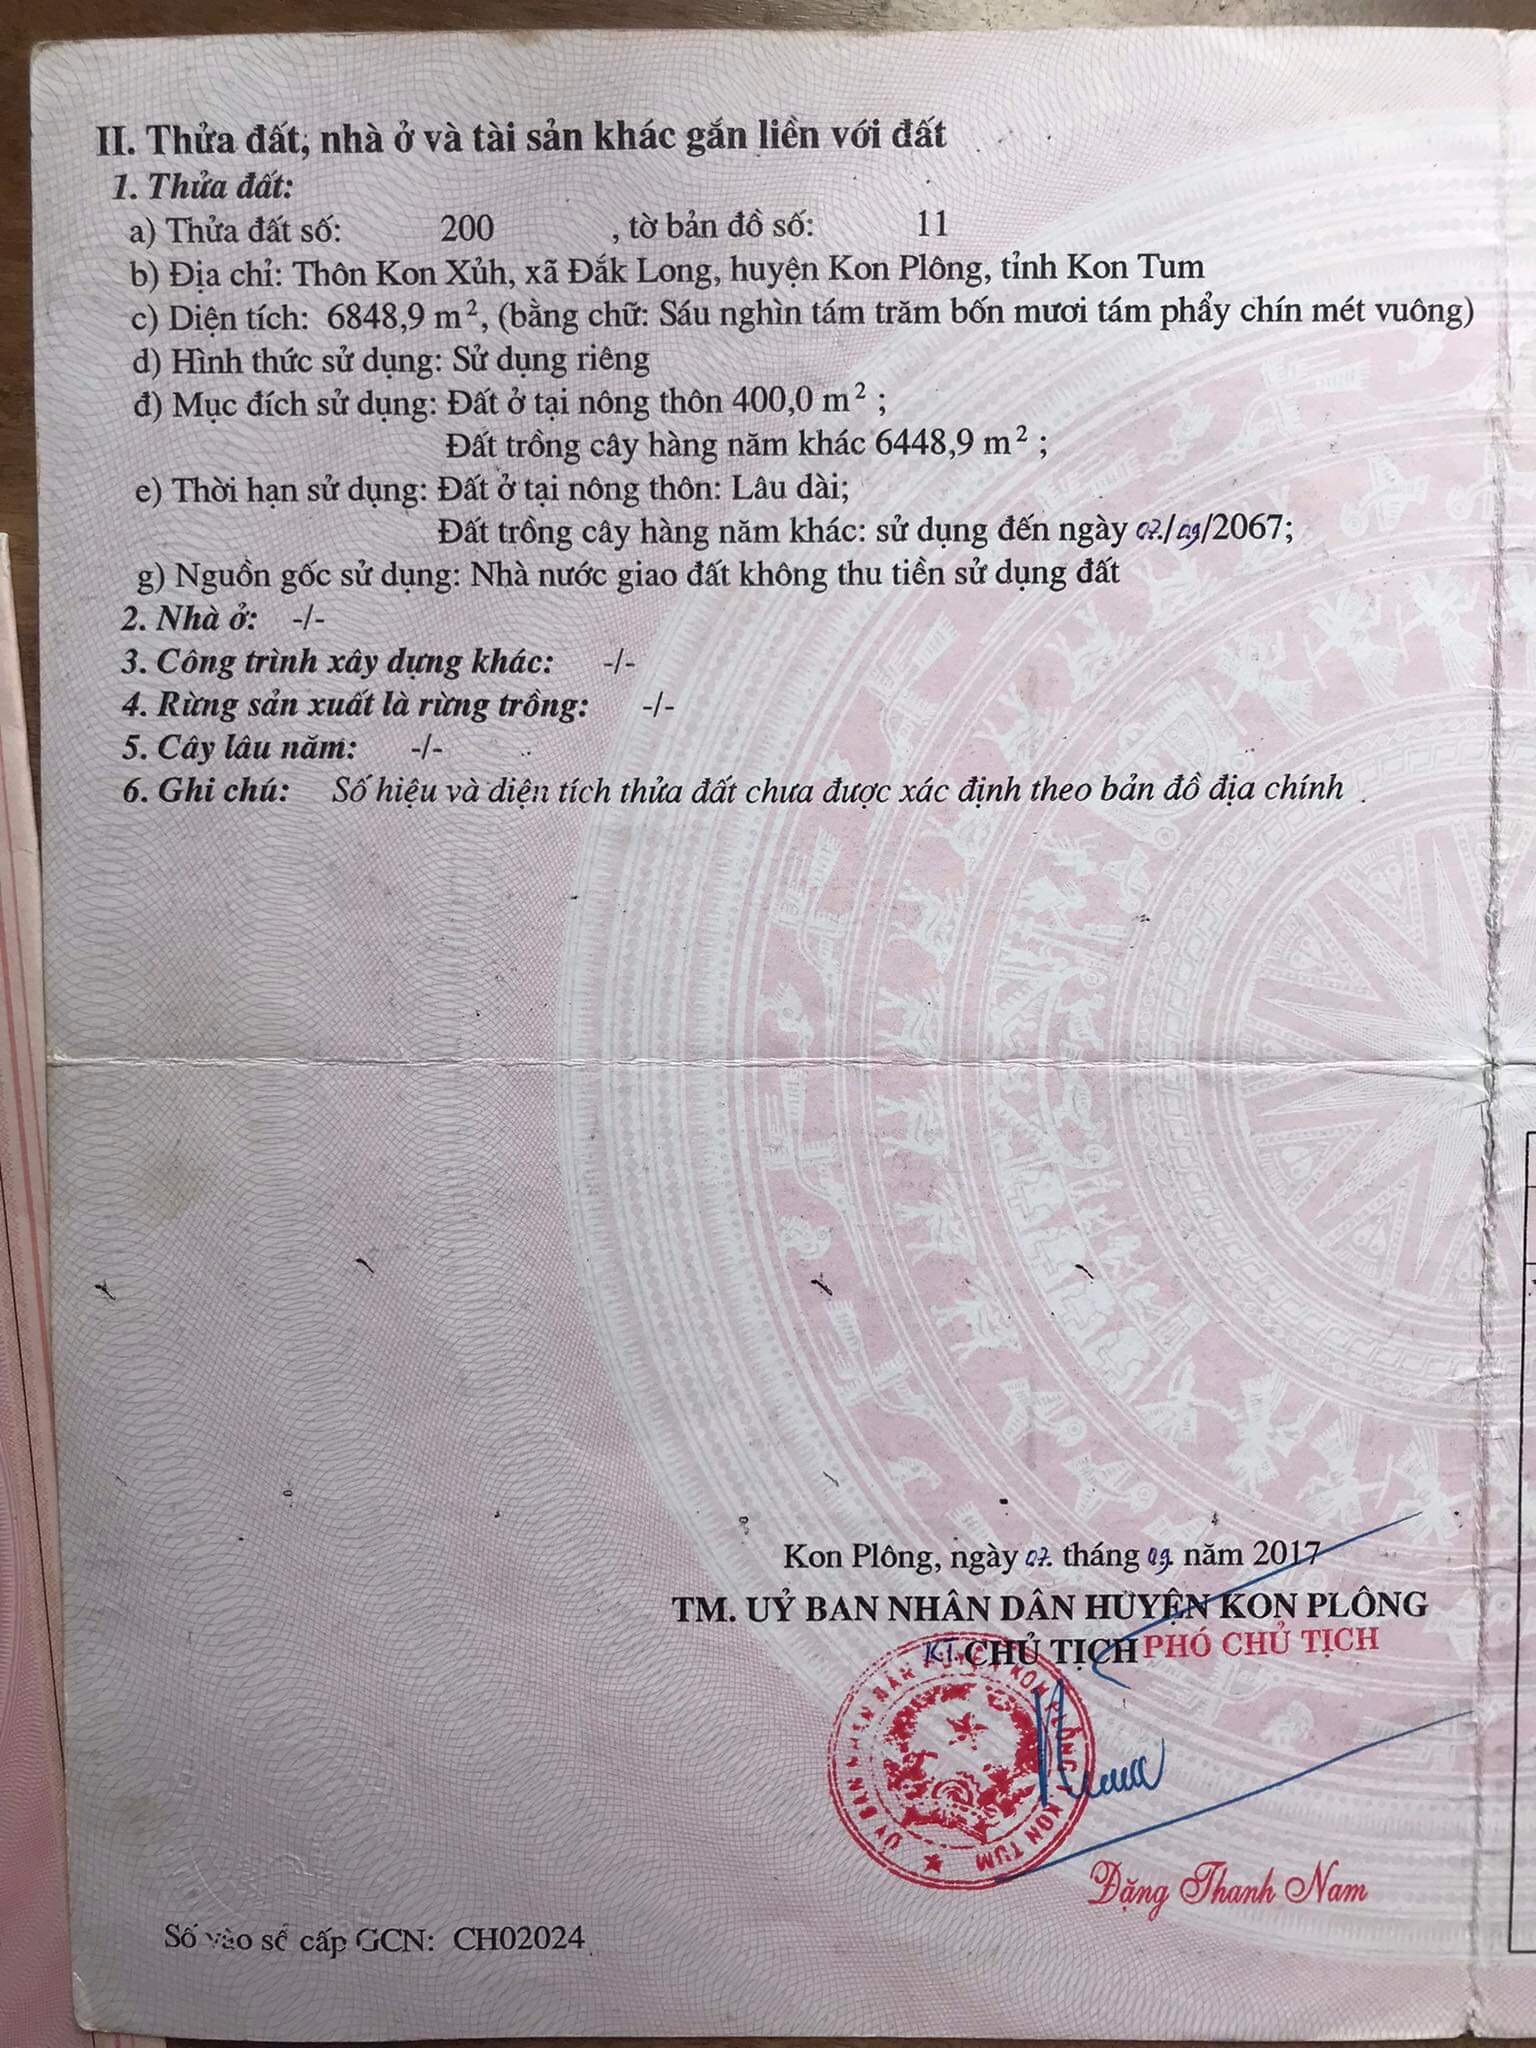 II. Thửa đất, nhà ở và tài sản khác gắn liền với đất
1. Thửa đất:
a) Thửa đất số: 200 , tờ bản đồ số: 11
b) Địa chỉ: Thôn Kon Xủh, xã Đắk Long, huyện Kon Plông, tỉnh Kon Tum
c) Diện tích: 6848,9 m², (bằng chữ: Sáu nghìn tám trăm bốn mươi tám phẩy chín mét vuông)
d) Hình thức sử dụng: Sử dụng riêng
đ) Mục đích sử dụng: Đất ở tại nông thôn 400,0 m² ;
Đất trồng cây hàng năm khác 6448,9 m² ;
e) Thời hạn sử dụng: Đất ở tại nông thôn: Lâu dài;
Đất trồng cây hàng năm khác: sử dụng đến ngày 07/09/2067;
g) Nguồn gốc sử dụng: Nhà nước giao đất không thu tiền sử dụng đất
2. Nhà ở: -/-
3. Công trình xây dựng khác: -/-
4. Rừng sản xuất là rừng trồng: -/-
5. Cây lâu năm: -/-
6. Ghi chú: Số hiệu và diện tích thửa đất chưa được xác định theo bản đồ địa chính .
Kon Plông, ngày 07. tháng 09. năm 2017
TM. UỶ BAN NHÂN DÂN HUYỆN KON PLÔNG
KT. CHỦ TỊCH PHÓ CHỦ TỊCH
ỦY BAN NHÂN DÂN HUYỆN KON PLÔNG T. KON TUM
Đặng Thanh Nam
Số vào sổ cấp GCN: CH02024